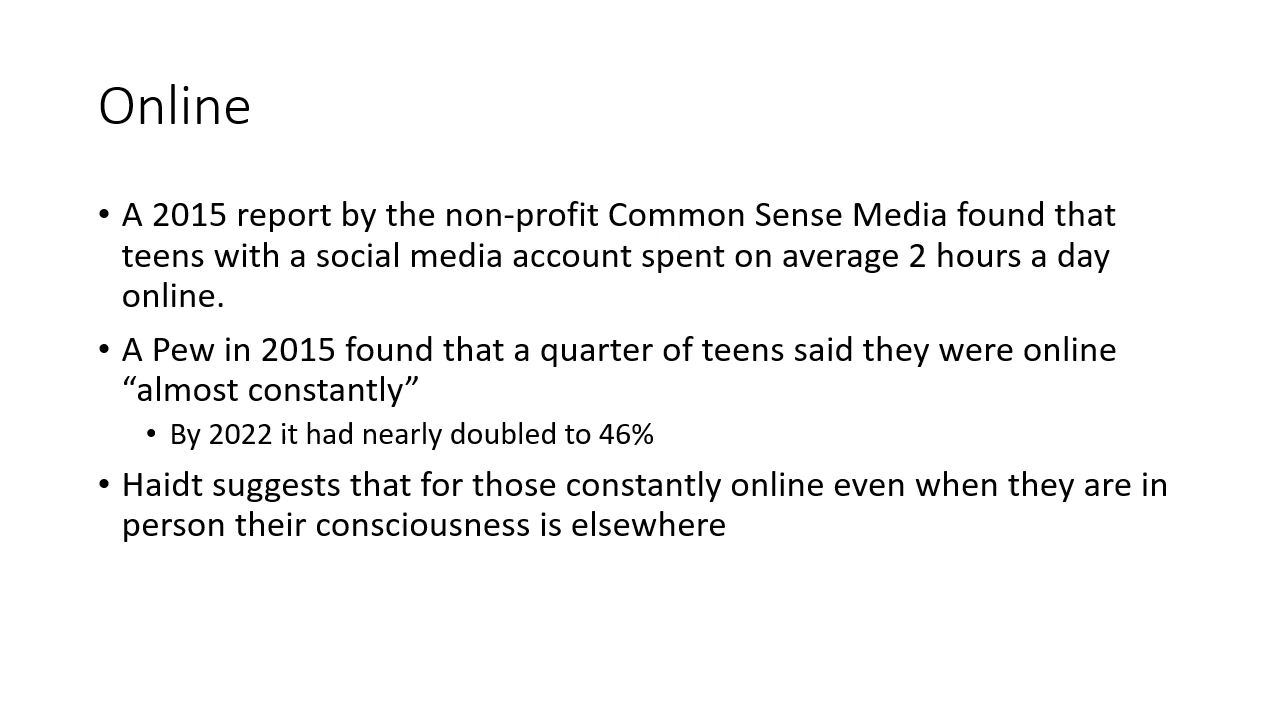 Online
• A 2015 report by the non-profit Common Sense Media found that
teens with a social media account spent on average 2 hours a day
online.
• A Pew in 2015 found that a quarter of teens said they were online
“almost constantly”
• By 2022 it had nearly doubled to 46%
• Haidt suggests that for those constantly online even when they are in
person their consciousness is elsewhere